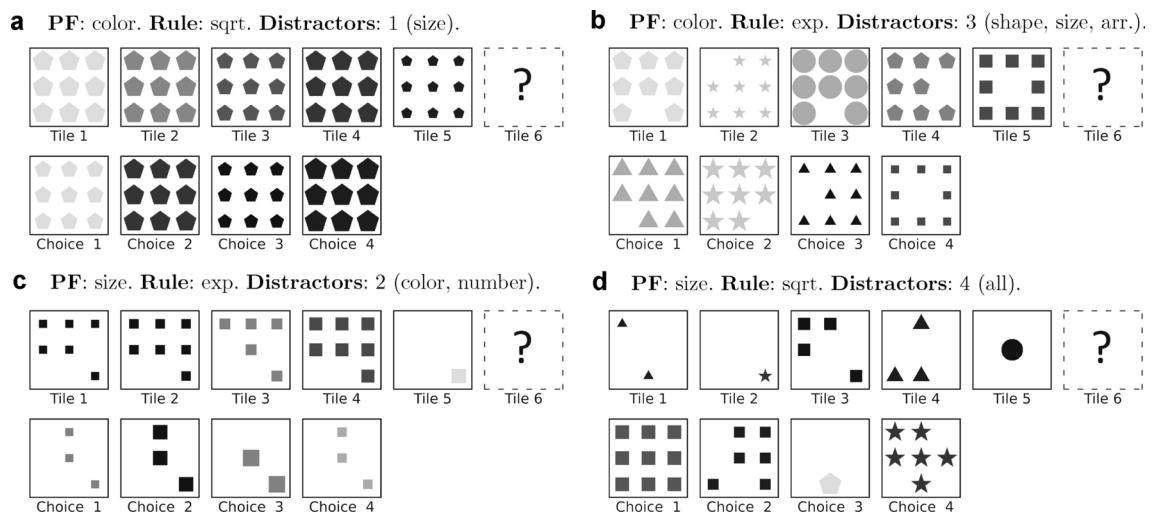 a PF: color. Rule: sqrt. Distractors: 1 (size).
?
Tile 1 Tile 2 Tile 3 Tile 4 Tile 5 Tile 6
Choice 1 Choice 2 Choice 3 Choice 4
b PF: color. Rule: exp. Distractors: 3 (shape, size, arr.).
?
Tile 1 Tile 2 Tile 3 Tile 4 Tile 5 Tile 6
Choice 1 Choice 2 Choice 3 Choice 4
c PF: size. Rule: exp. Distractors: 2 (color, number).
?
Tile 1 Tile 2 Tile 3 Tile 4 Tile 5 Tile 6
Choice 1 Choice 2 Choice 3 Choice 4
d PF: size. Rule: sqrt. Distractors: 4 (all).
?
Tile 1 Tile 2 Tile 3 Tile 4 Tile 5 Tile 6
Choice 1 Choice 2 Choice 3 Choice 4